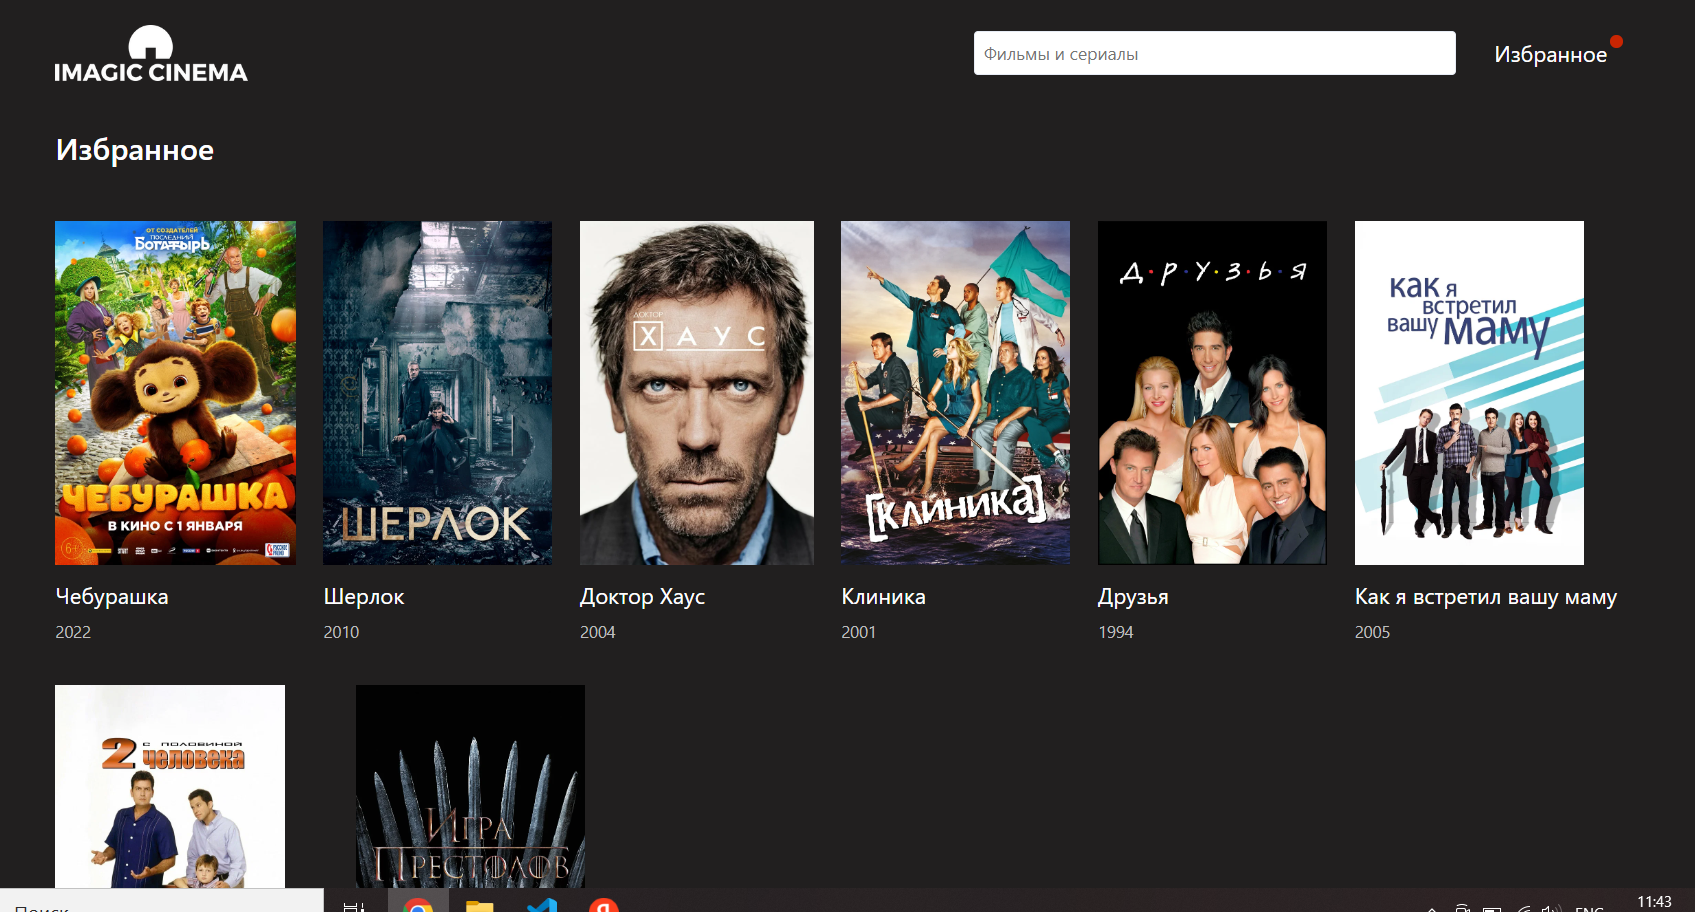 IMAGIC CINEMA
Фильмы и сериалы
Избранное
Избранное
ОТ СОЗДАТЕЛЕЙ
ПОСЛЕДНИЙ
БОГАТЫРЬ
ЧЕБУРАШКА
В КИНО С 1 ЯНВАРЯ
6+
ШЕРЛОК
ДОКТОР
ХАУС
[КЛИНИКА]
Д·Р·У·З·Ь·Я
как я
встретил
вашу маму
Чебурашка
2022
Шерлок
2010
Доктор Хаус
2004
Клиника
2001
Друзья
1994
Как я встретил вашу маму
2005
2 с половиной
человека
Игра
Престолов
Поиск
ENG
11:43